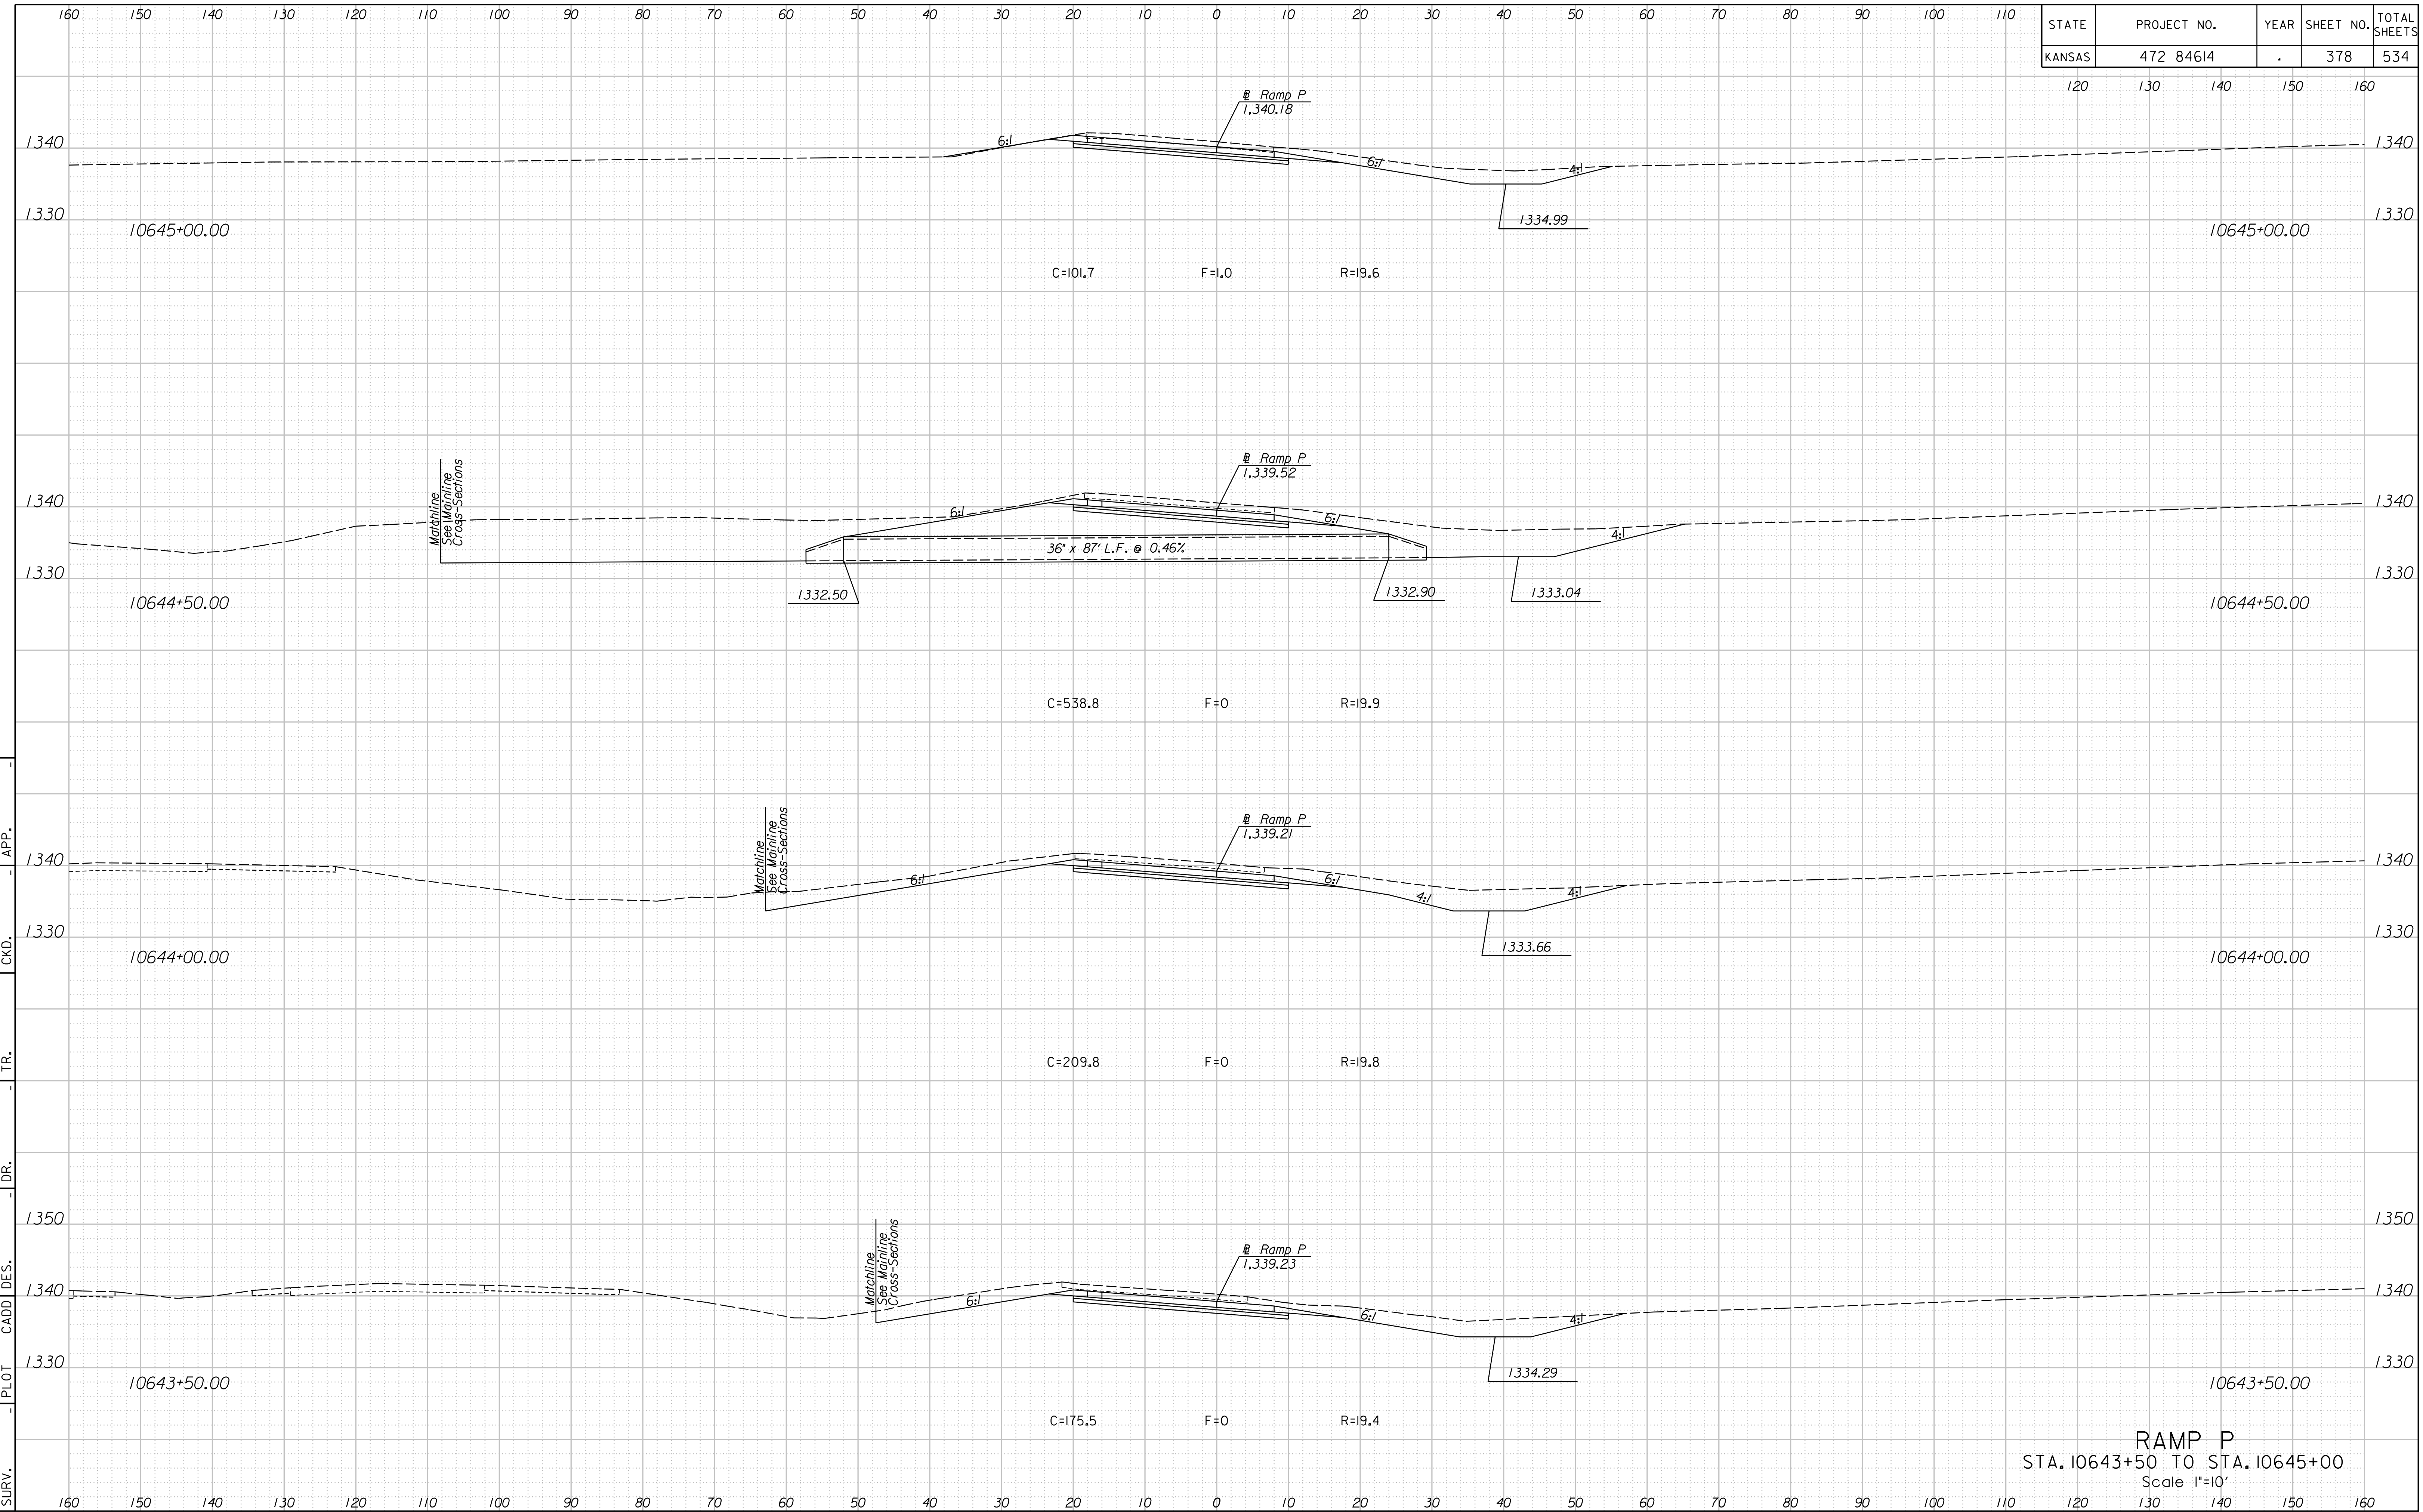 160 150 140 130 120 110 100 90 80 70 60 50 40 30 20 10 0 10 20 30 40 50 60 70 80 90 100 110
STATE PROJECT NO. YEAR SHEET NO. TOTAL SHEETS
KANSAS 472 84614 . 378 534
120 130 140 150 160
Ramp P
1,340.18
1340 6:1 6:1 4:1 1340
1330 1334.99 1330
10645+00.00 10645+00.00
C=101.7 F=1.0 R=19.6
Matchline
See Mainline
Cross-Sections
Ramp P
1,339.52
1340 6:1 6:1 4:1 1340
36" x 87' L.F. @ 0.46%
1330 1332.50 1332.90 1333.04 1330
10644+50.00 10644+50.00
C=538.8 F=0 R=19.9
Matchline
See Mainline
Cross-Sections
Ramp P
1,339.21
1340 6:1 6:1 4:1 4:1 1340
1330 1333.66 1330
10644+00.00 10644+00.00
C=209.8 F=0 R=19.8
1350 1350
Matchline
See Mainline
Cross-Sections
Ramp P
1,339.23
1340 6:1 6:1 4:1 1340
1330 1334.29 1330
10643+50.00 10643+50.00
C=175.5 F=0 R=19.4
RAMP P
STA. 10643+50 TO STA. 10645+00
Scale 1"=10'
160 150 140 130 120 110 100 90 80 70 60 50 40 30 20 10 0 10 20 30 40 50 60 70 80 90 100 110 120 130 140 150 160
SURV. - PLOT CADD DES. - DR. - TR. CKD. - APP. -